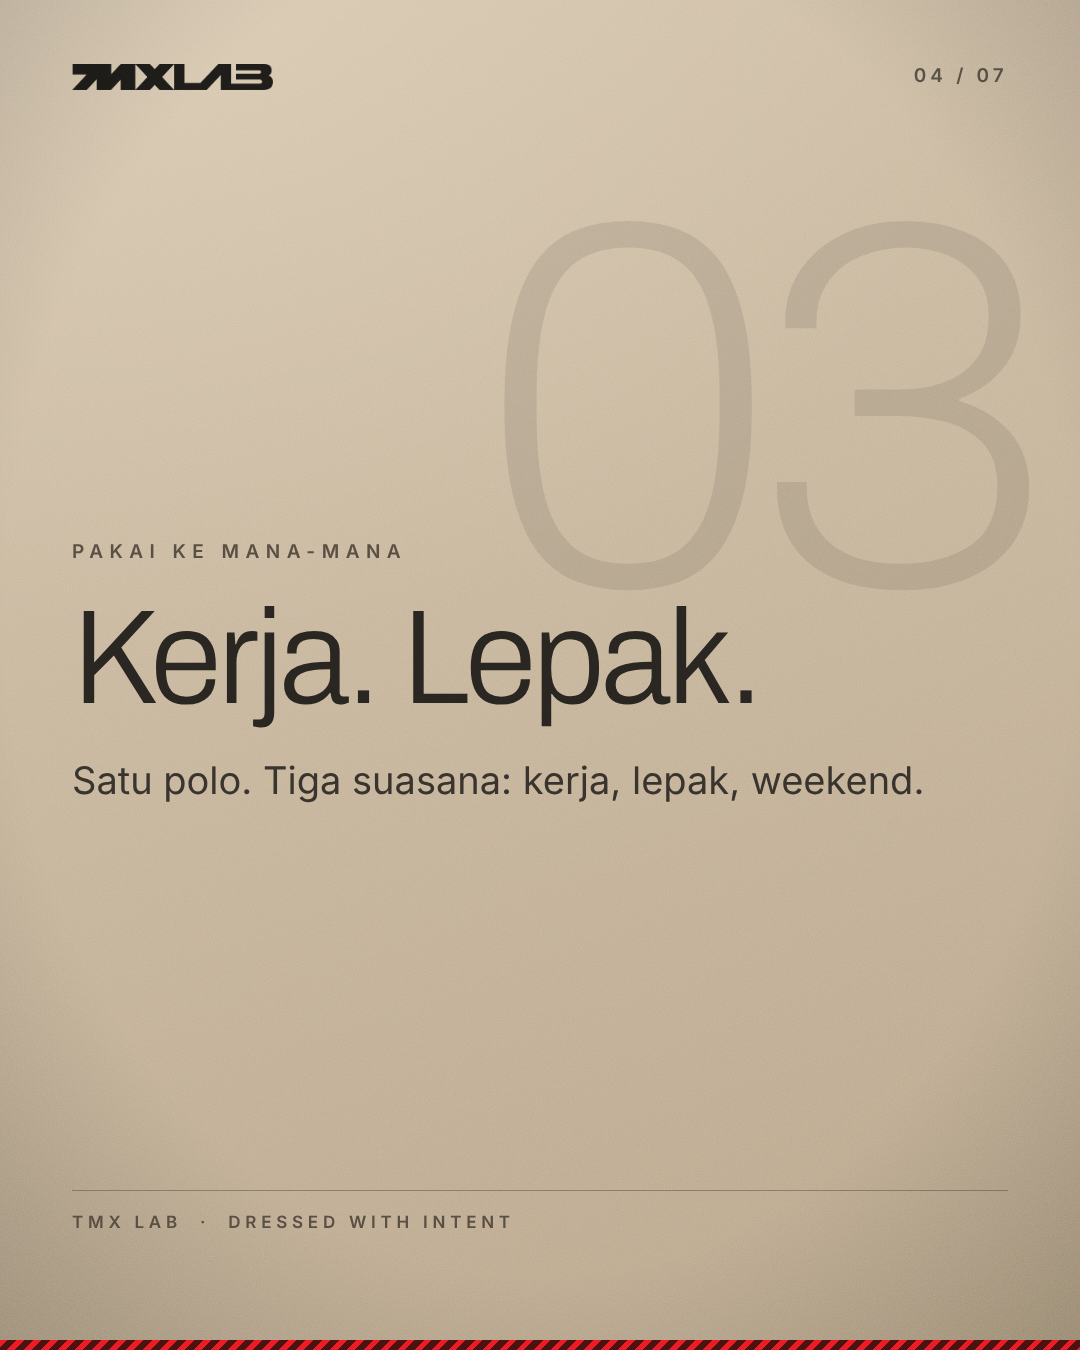 TMXLAB
04 / 07
03
PAKAI KE MANA-MANA
Kerja. Lepak.
Satu polo. Tiga suasana: kerja, lepak, weekend.
TMX LAB · DRESSED WITH INTENT